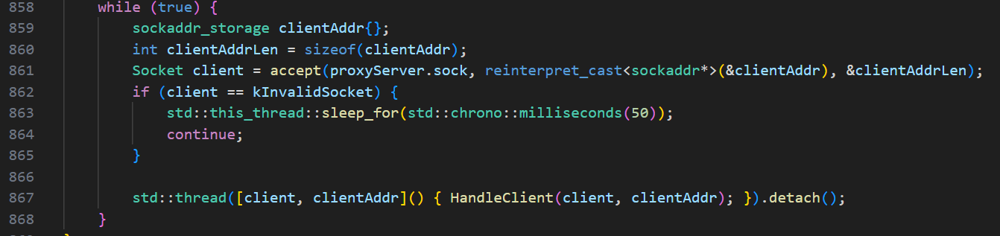 858 while (true) {
859 sockaddr_storage clientAddr{};
860 int clientAddrLen = sizeof(clientAddr);
861 Socket client = accept(proxyServer.sock, reinterpret_cast<sockaddr*>(&clientAddr), &clientAddrLen);
862 if (client == kInvalidSocket) {
863 std::this_thread::sleep_for(std::chrono::milliseconds(50));
864 continue;
865 }
866
867 std::thread([client, clientAddr]() { HandleClient(client, clientAddr); }).detach();
868 }